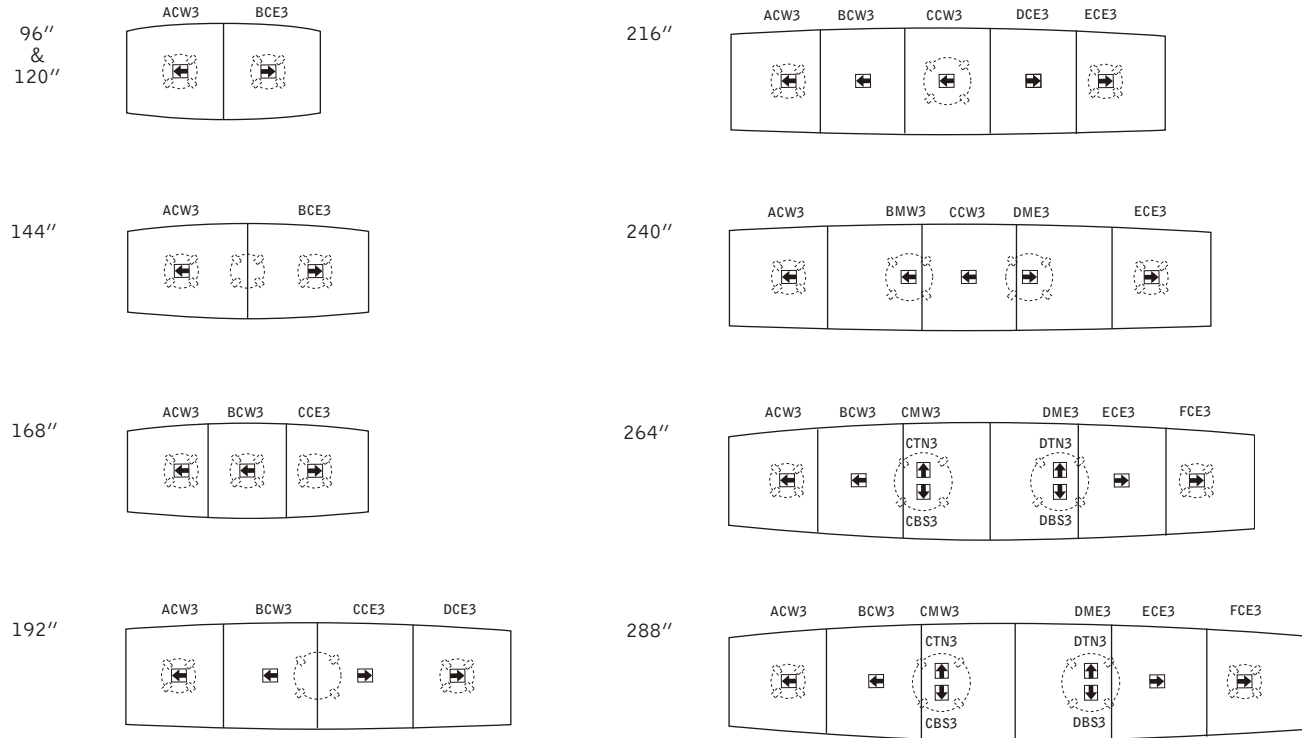 96″
&
120″
ACW3 BCE3
144″
ACW3 BCE3
168″
ACW3 BCW3 CCE3
192″
ACW3 BCW3 CCE3 DCE3
216″
ACW3 BCW3 CCW3 DCE3 ECE3
240″
ACW3 BMW3 CCW3 DME3 ECE3
264″
ACW3 BCW3 CMW3 DME3 ECE3 FCE3
CTN3 DTN3
CBS3 DBS3
288″
ACW3 BCW3 CMW3 DME3 ECE3 FCE3
CTN3 DTN3
CBS3 DBS3